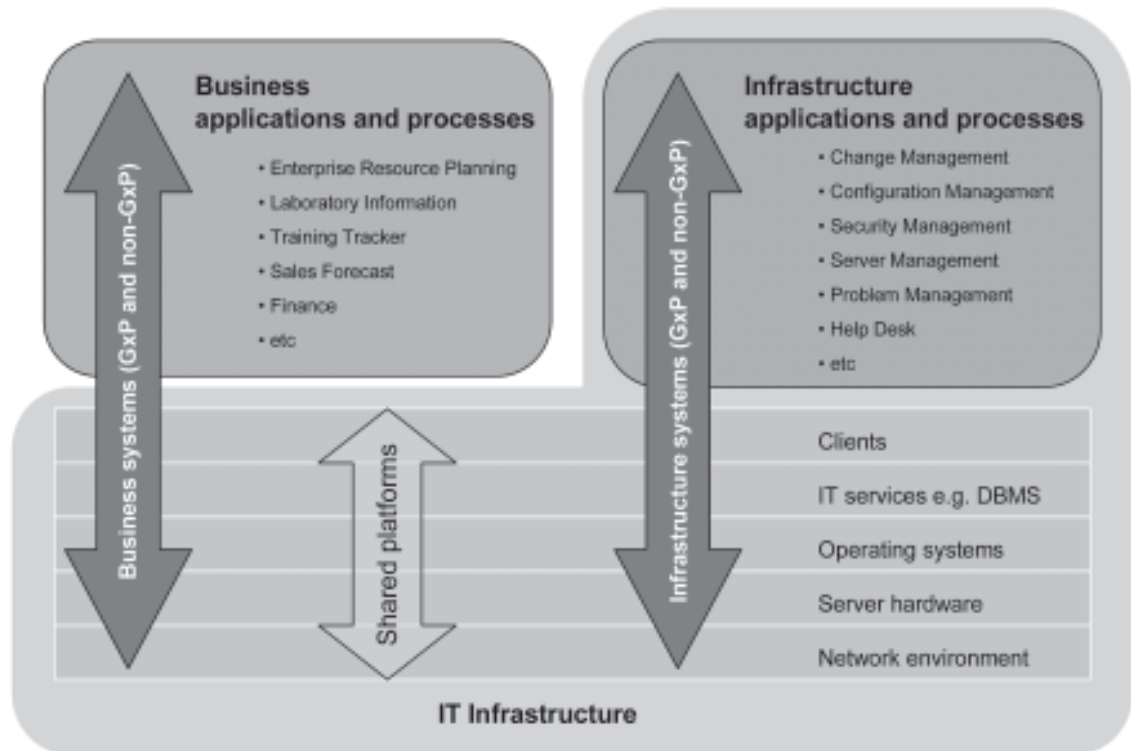 Business
applications and processes
• Enterprise Resource Planning
• Laboratory Information
• Training Tracker
• Sales Forecast
• Finance
• etc
Business systems (GxP and non-GxP)
Infrastructure
applications and processes
• Change Management
• Configuration Management
• Security Management
• Server Management
• Problem Management
• Help Desk
• etc
Infrastructure systems (GxP and non-GxP)
Shared platforms
Clients
IT services e.g. DBMS
Operating systems
Server hardware
Network environment
IT Infrastructure